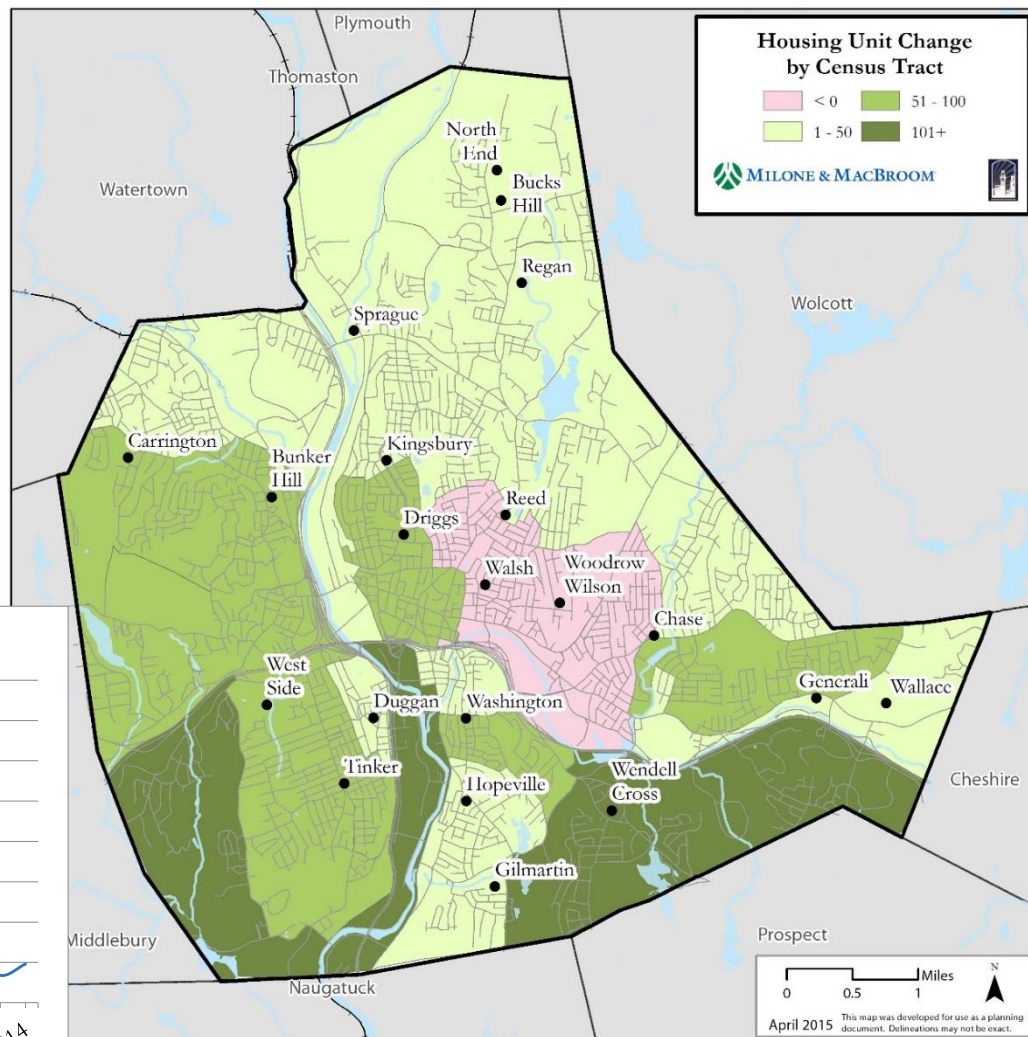 Plymouth
Thomaston
Housing Unit Change
by Census Tract
< 0
51 - 100
1 - 50
101+
MILONE & MACBROOM
North
End
Bucks
Hill
Watertown
Regan
Wolcott
Sprague
Carrington
Bunker
Hill
Kingsbury
Reed
Driggs
Walsh
Woodrow
Wilson
Chase
West
Side
Duggan
Washington
Generali
Wallace
Tinker
Hopeville
Wendell
Cross
Cheshire
Gilmartin
Middlebury
Prospect
Naugatuck
Miles
0 0.5 1
N
April 2015
This map was developed for use as a planning
document. Delineations may not be exact.